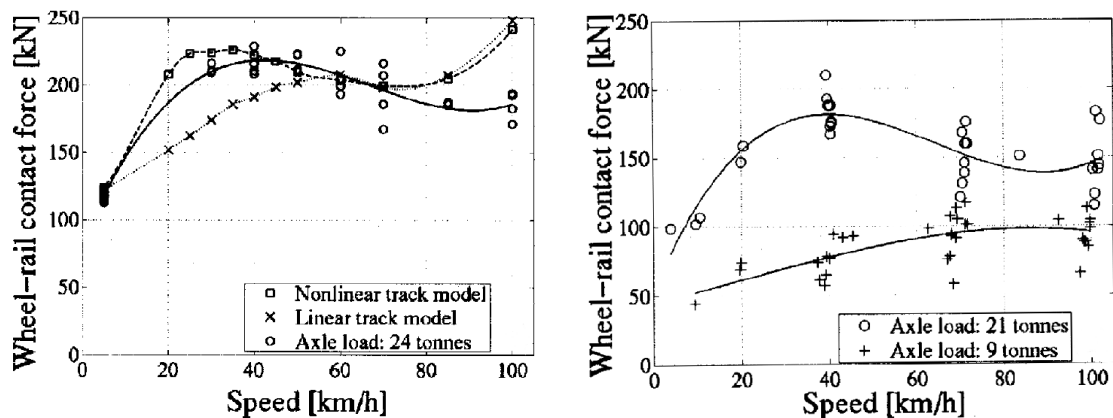 Wheel-rail contact force [kN]
250
200
150
100
50
0
0
20
40
60
80
100
Speed [km/h]
Nonlinear track model
Linear track model
Axle load: 24 tonnes
Wheel-rail contact force [kN]
250
200
150
100
50
0
0
20
40
60
80
100
Speed [km/h]
Axle load: 21 tonnes
Axle load: 9 tonnes